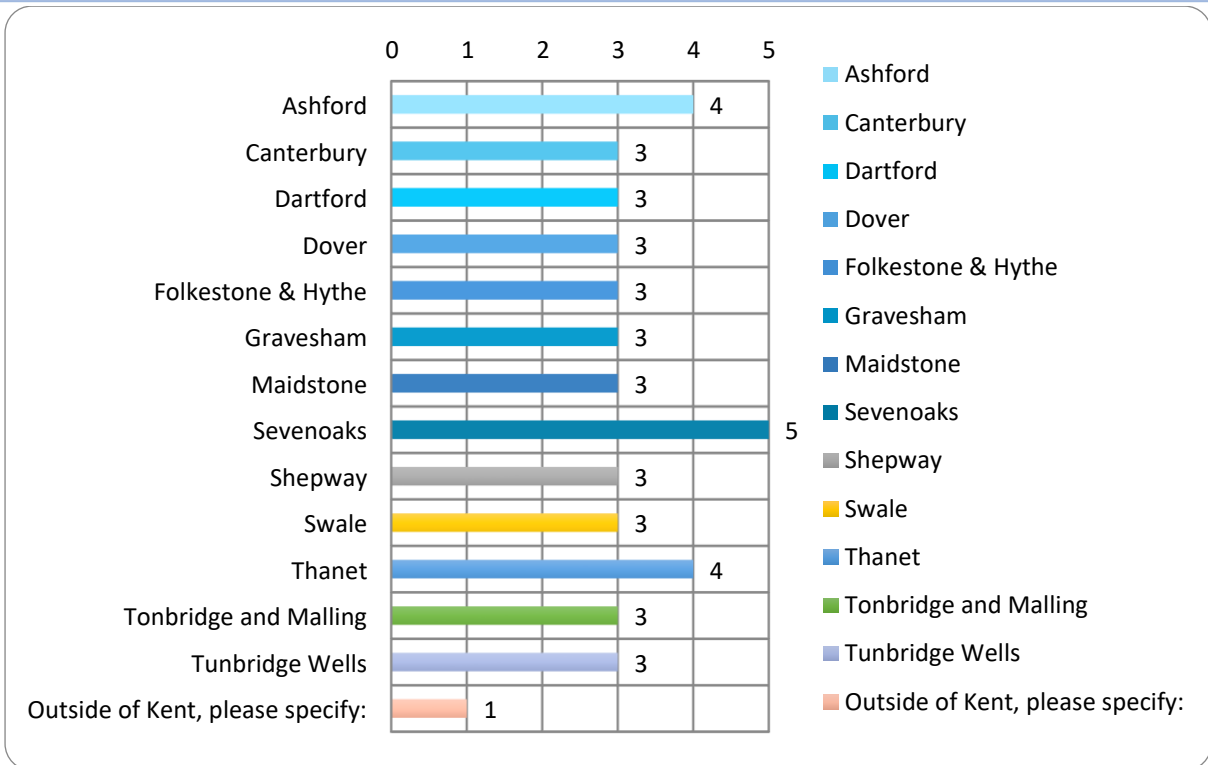 0 1 2 3 4 5
Ashford 4
Canterbury 3
Dartford 3
Dover 3
Folkestone & Hythe 3
Gravesham 3
Maidstone 3
Sevenoaks 5
Shepway 3
Swale 3
Thanet 4
Tonbridge and Malling 3
Tunbridge Wells 3
Outside of Kent, please specify: 1
Ashford
Canterbury
Dartford
Dover
Folkestone & Hythe
Gravesham
Maidstone
Sevenoaks
Shepway
Swale
Thanet
Tonbridge and Malling
Tunbridge Wells
Outside of Kent, please specify: